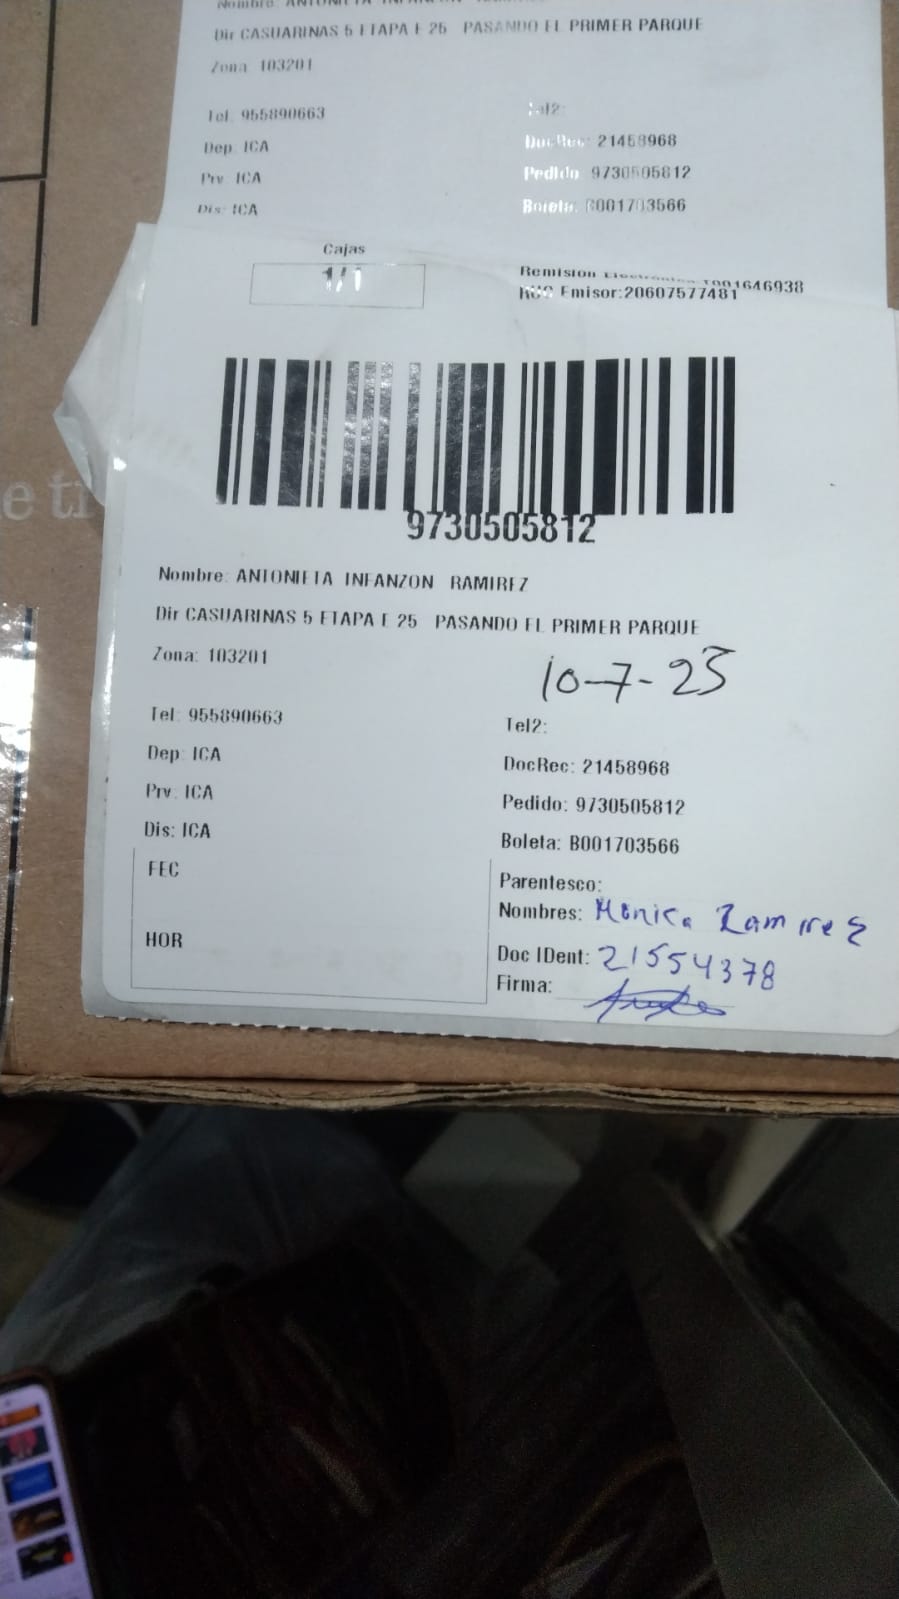 Nombre: ANTONIETA INFANZON
Dir CASUARINAS 5 ETAPA E 25 PASANDO EL PRIMER PARQUE
Zona: 103201
Tel: 955890663 Tel2:
Dep: ICA DocRec: 21458968
Prv: ICA Pedido: 9730505812
Dis: ICA Boleta: B001703566
Cajas
1/1
Remision
RUC Emisor:20607577481
9730505812
Nombre: ANTONIETA INFANZON RAMIREZ
Dir CASUARINAS 5 ETAPA E 25 PASANDO EL PRIMER PARQUE
Zona: 103201
10-7-25
Tel: 955890663 Tel2:
Dep: ICA DocRec: 21458968
Prv: ICA Pedido: 9730505812
Dis: ICA Boleta: B001703566
FEC Parentesco:
Nombres: Monica Ramirez
HOR Doc IDent: 21554378
Firma: